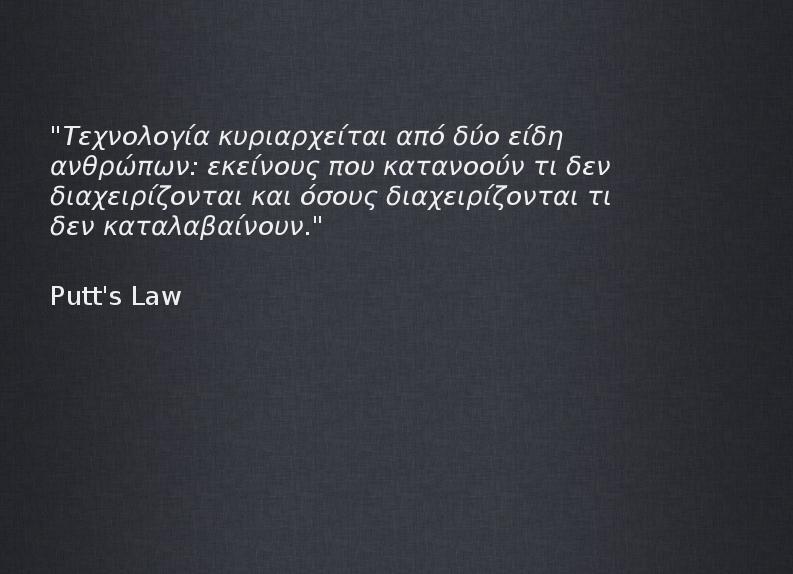 "Τεχνολογία κυριαρχείται από δύο είδη
ανθρώπων: εκείνους που κατανοούν τι δεν
διαχειρίζονται και όσους διαχειρίζονται τι
δεν καταλαβαίνουν."
Putt's Law